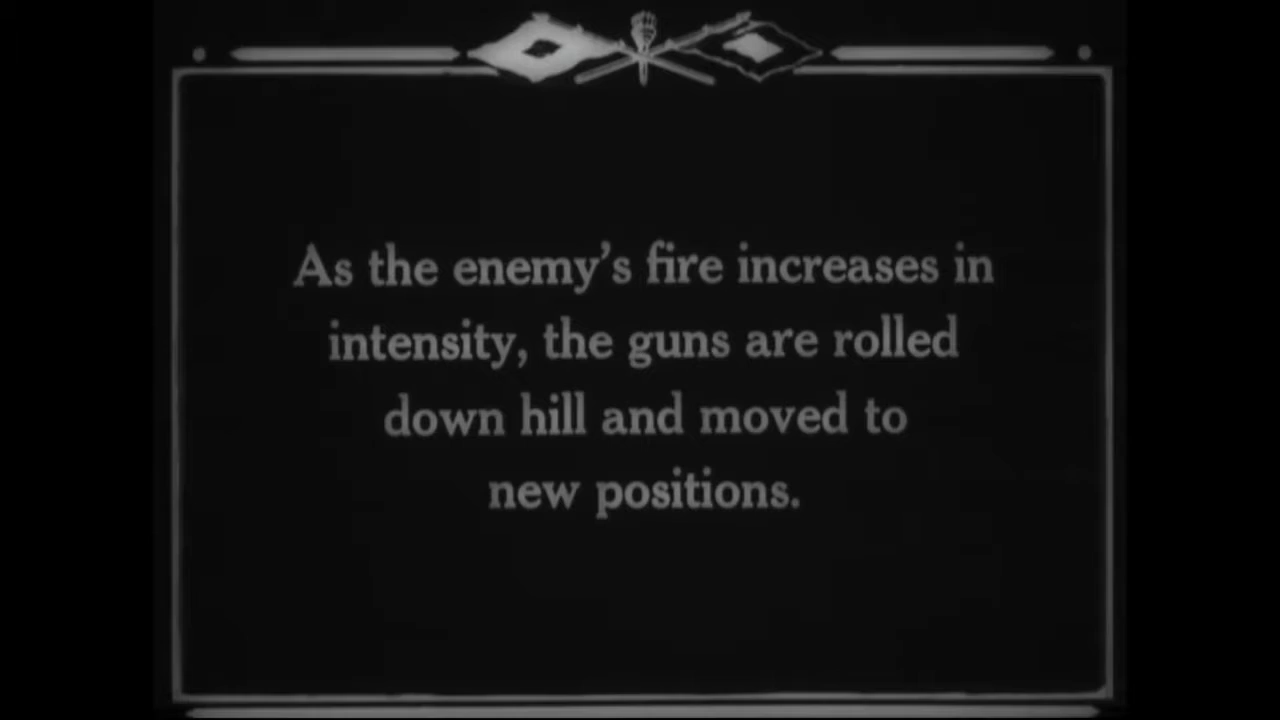 As the enemy's fire increases in
intensity, the guns are rolled
down hill and moved to
new positions.